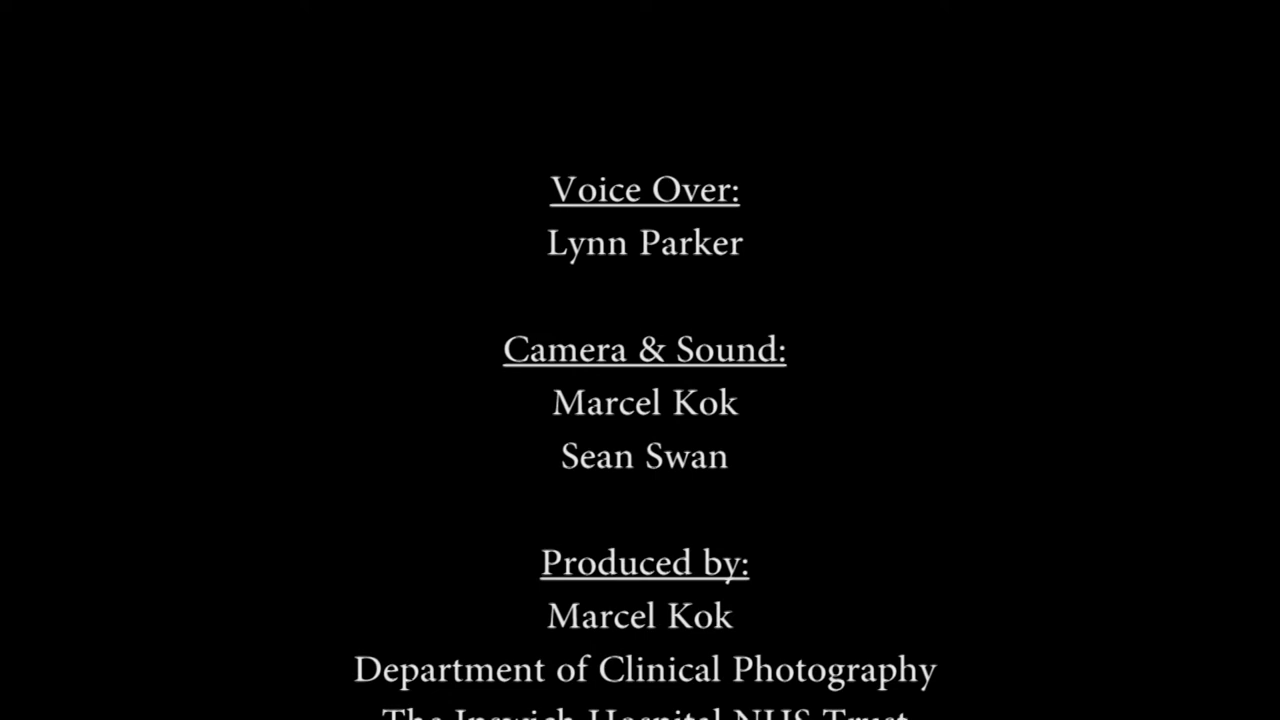 Voice Over:
Lynn Parker
Camera & Sound:
Marcel Kok
Sean Swan
Produced by:
Marcel Kok
Department of Clinical Photography
The Ipswich Hospital NHS Trust